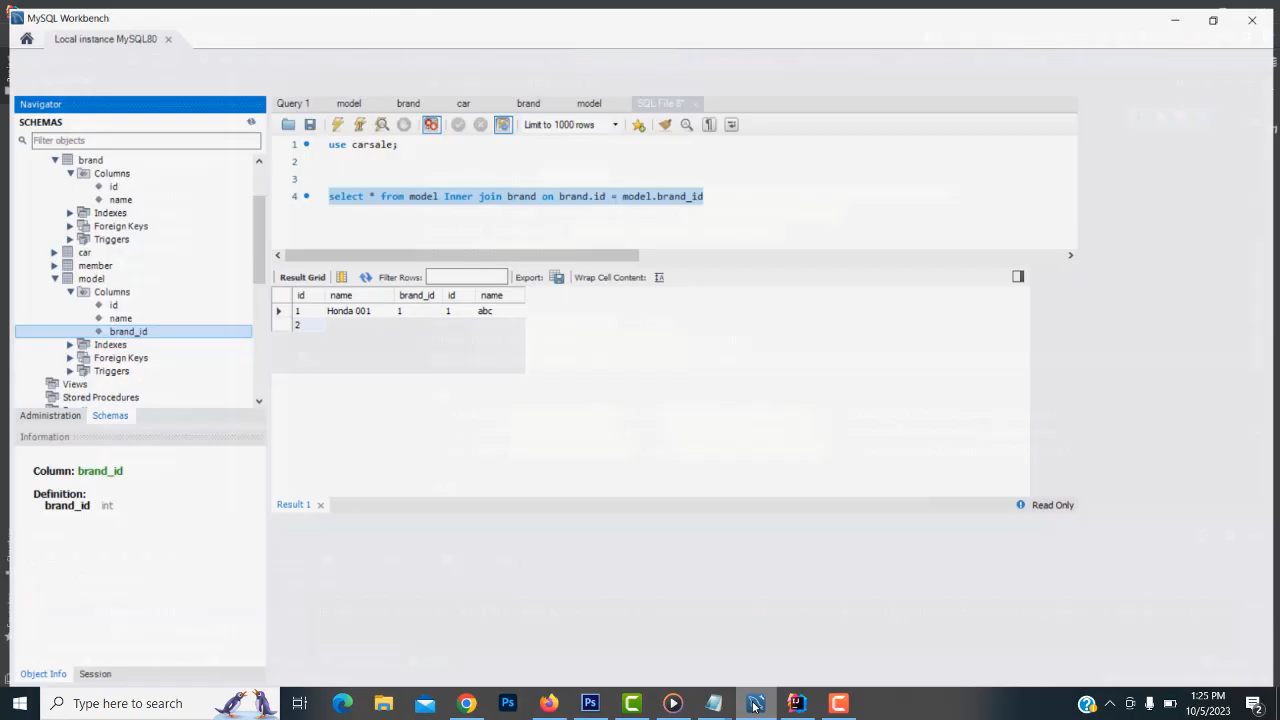 MySQL Workbench
Local instance MySQL80
Navigator
SCHEMAS
Filter objects
brand
Columns
id
name
Indexes
Foreign Keys
Triggers
car
member
model
Columns
id
name
brand_id
Indexes
Foreign Keys
Triggers
Views
Stored Procedures
Administration Schemas
Information
Column: brand_id
Definition:
brand_id int
Object Info Session
Query 1 model brand car brand model SQL File 8*
Limit to 1000 rows
1 use carsale;
2
3
4 select * from model Inner join brand on brand.id = model.brand_id
Result Grid Filter Rows: Export: Wrap Cell Content:
id name brand_id id name
1 Honda 001 1 1 abc
2
Result 1 Read Only
Type here to search
1:25 PM
10/5/2023
2